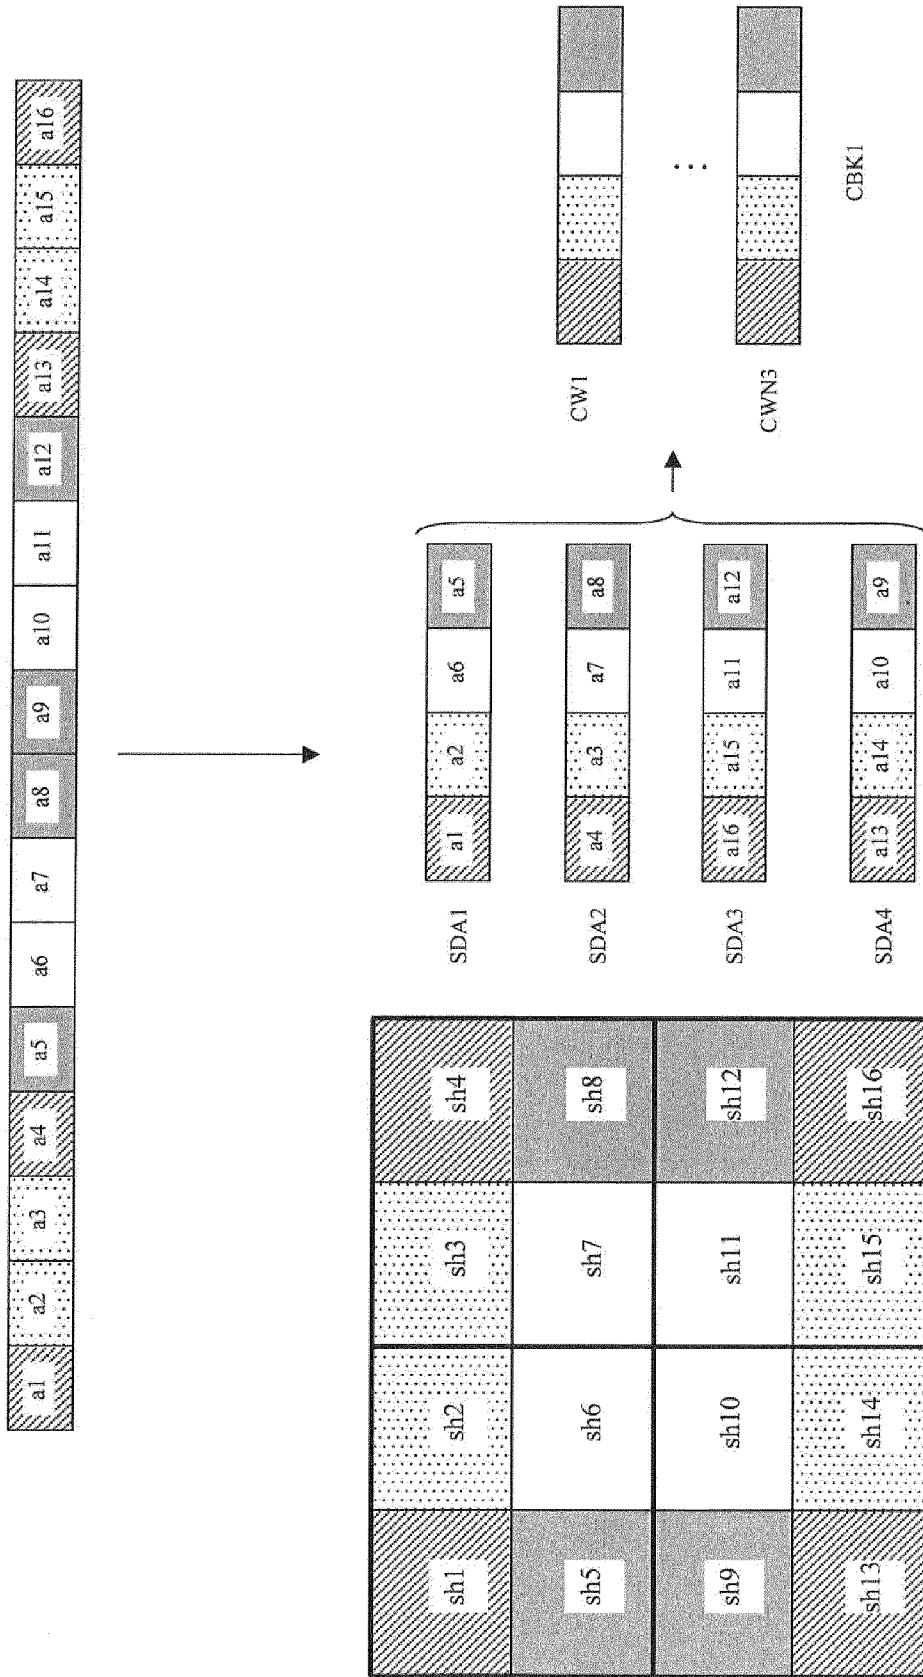 a1 a2 a3 a4 a5 a6 a7 a8 a9 a10 a11 a12 a13 a14 a15 a16
sh1 sh2 sh3 sh4
sh5 sh6 sh7 sh8
sh9 sh10 sh11 sh12
sh13 sh14 sh15 sh16
SDA1 a1 a2 a6 a5
SDA2 a4 a3 a7 a8
SDA3 a16 a15 a11 a12
SDA4 a13 a14 a10 a9
CW1
...
CWN3
CBK1